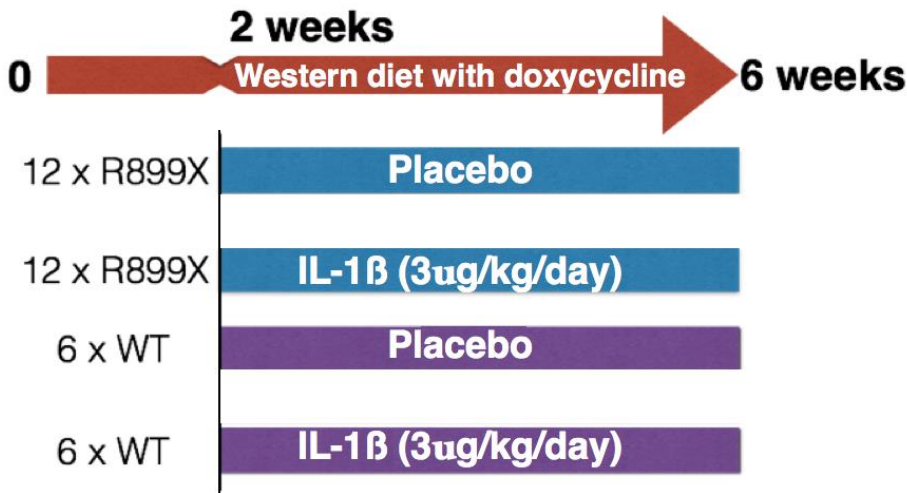 2 weeks
0 Western diet with doxycycline 6 weeks
12 x R899X Placebo
12 x R899X IL-1ß (3ug/kg/day)
6 x WT Placebo
6 x WT IL-1ß (3ug/kg/day)